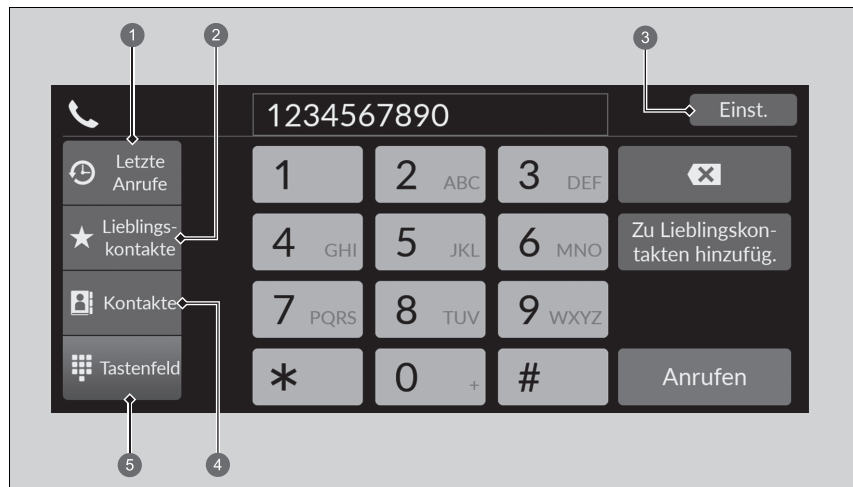 1 2 3
1234567890 Einst.
Letzte
Anrufe
Lieblings-
kontakte
Kontakte
Tastenfeld
1 2 ABC 3 DEF
4 GHI 5 JKL 6 MNO
7 PQRS 8 TUV 9 WXYZ
* 0 + #
Zu Lieblingskon-
takten hinzufüg.
Anrufen
5 4